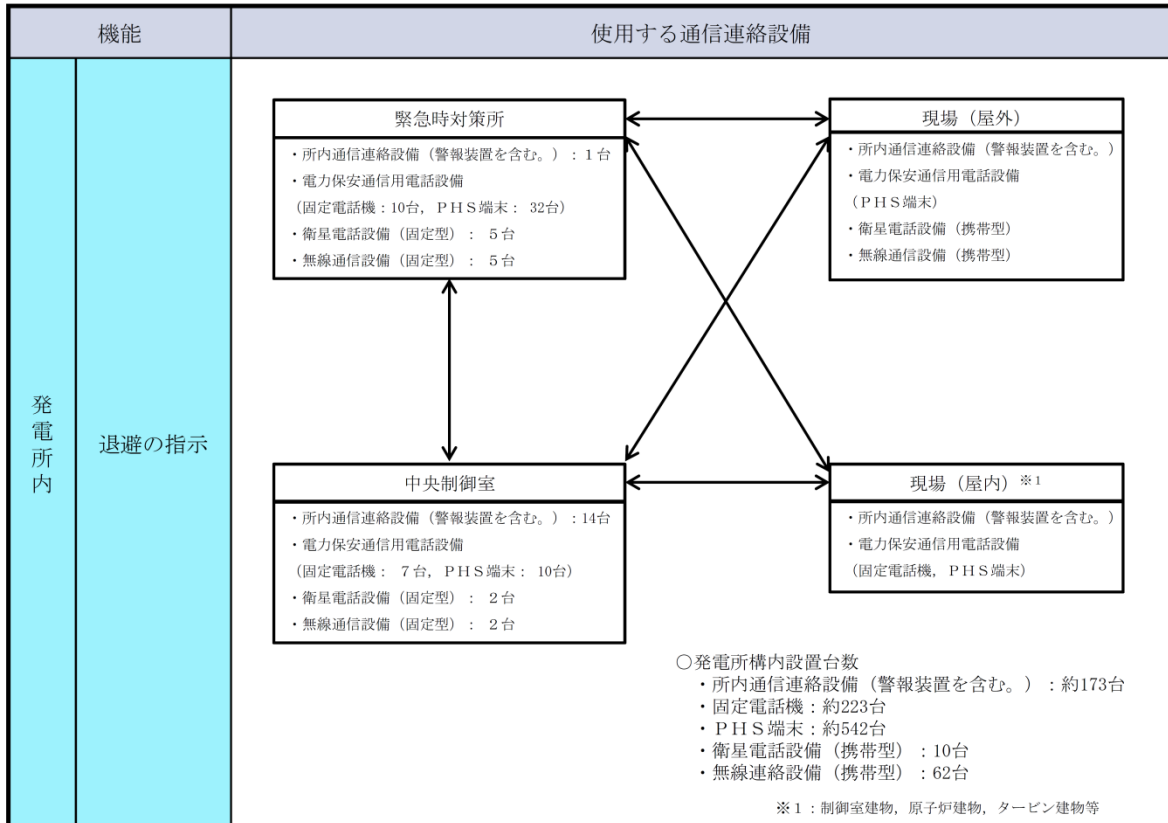 機能
使用する通信連絡設備
発電所内
退避の指示
緊急時対策所
・所内通信連絡設備（警報装置を含む。）：1台
・電力保安通信用電話設備
（固定電話機：10台，ＰＨＳ端末： 32台）
・衛星電話設備（固定型）： ５台
・無線通信設備（固定型）： ５台
現場（屋外）
・所内通信連絡設備（警報装置を含む。）
・電力保安通信用電話設備
（ＰＨＳ端末）
・衛星電話設備（携帯型）
・無線通信設備（携帯型）
中央制御室
・所内通信連絡設備（警報装置を含む。）：14台
・電力保安通信用電話設備
（固定電話機： ７台，ＰＨＳ端末： 10台）
・衛星電話設備（固定型）： ２台
・無線通信設備（固定型）： ２台
現場（屋内）※1
・所内通信連絡設備（警報装置を含む。）
・電力保安通信用電話設備
（固定電話機，ＰＨＳ端末）
○発電所構内設置台数
・所内通信連絡設備（警報装置を含む。）：約173台
・固定電話機：約223台
・ＰＨＳ端末：約542台
・衛星電話設備（携帯型）：10台
・無線連絡設備（携帯型）：62台
※１：制御室建物，原子炉建物，タービン建物等